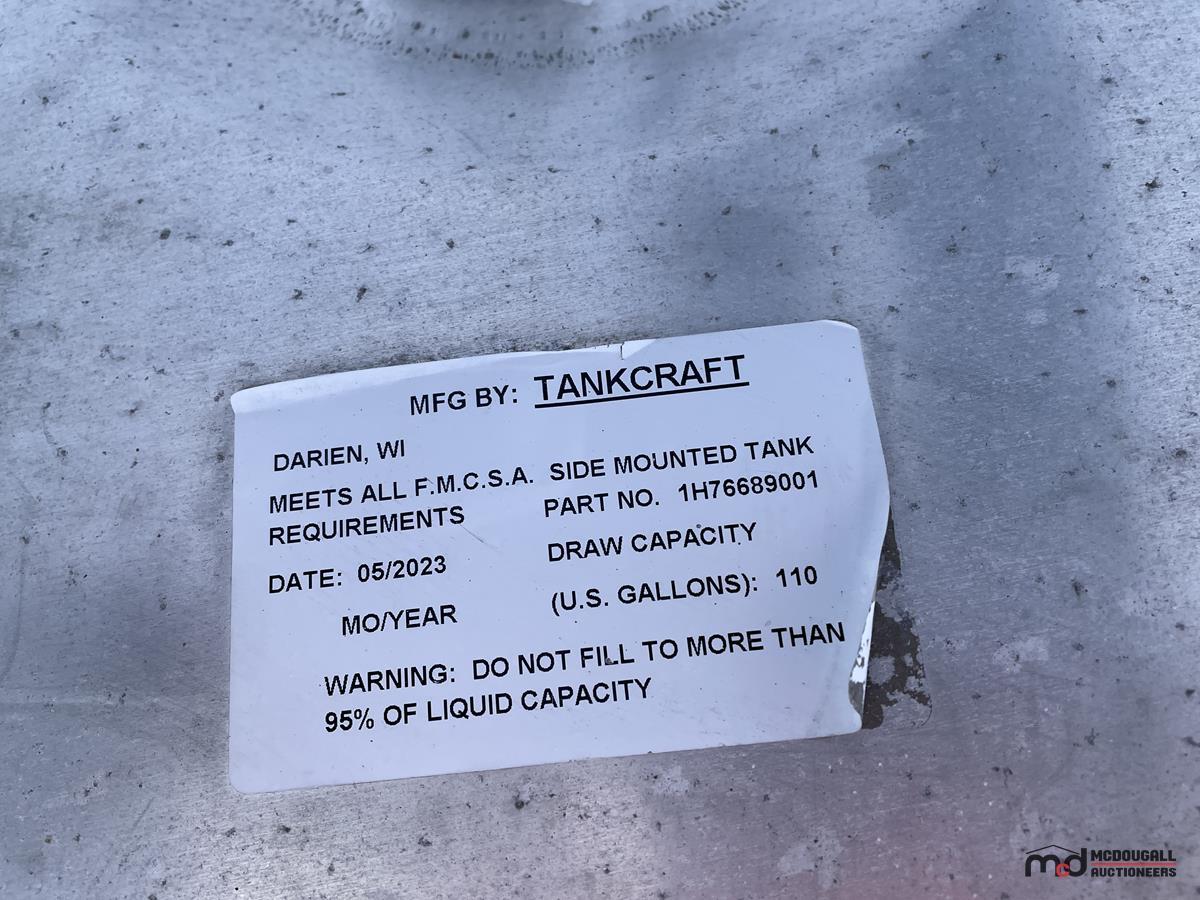 MFG BY: TANKCRAFT
DARIEN, WI
MEETS ALL F.M.C.S.A.
REQUIREMENTS
SIDE MOUNTED TANK
PART NO. 1H76689001
DATE: 05/2023
MO/YEAR
DRAW CAPACITY
(U.S. GALLONS): 110
WARNING: DO NOT FILL TO MORE THAN
95% OF LIQUID CAPACITY
mcd
MCDOUGALL
AUCTIONEERS